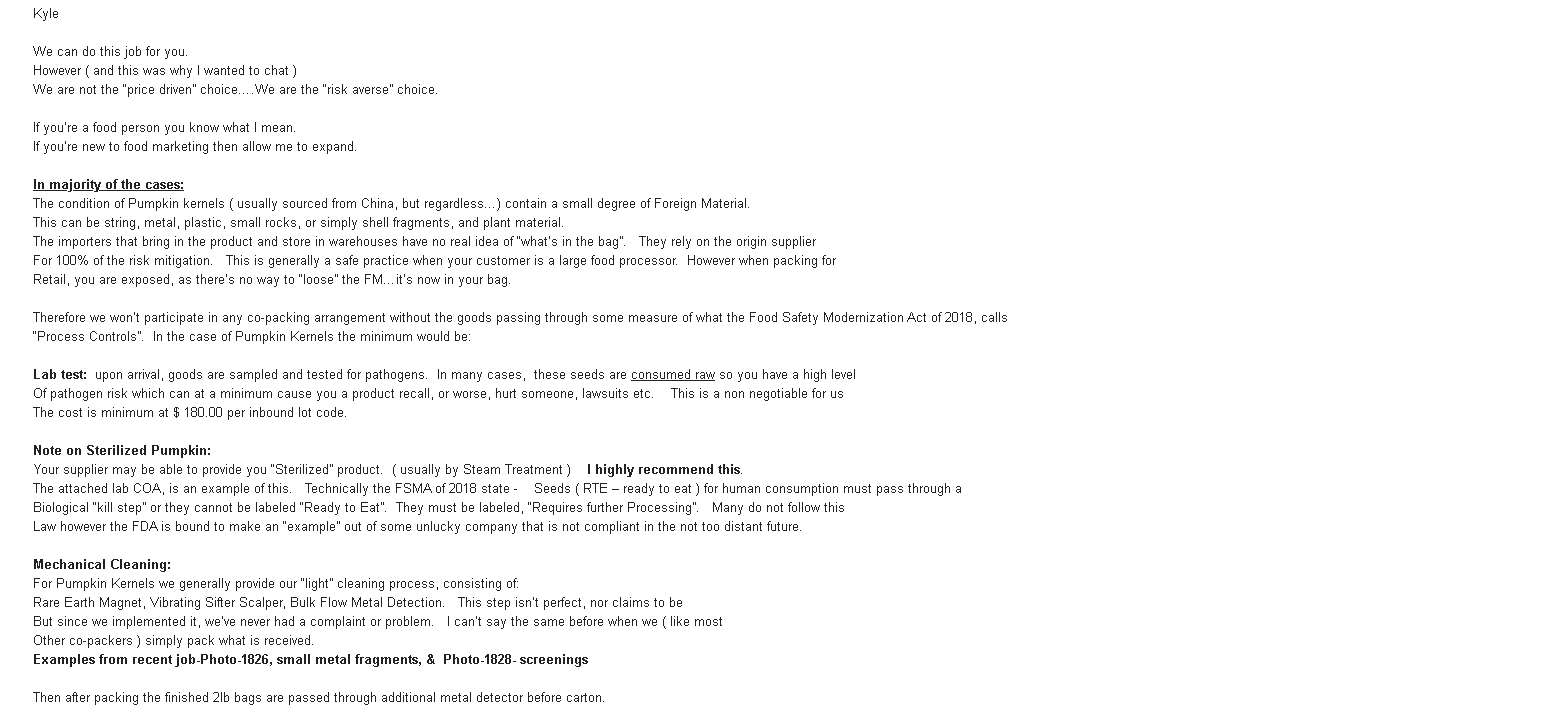 Kyle
We can do this job for you.
However ( and this was why I wanted to chat )
We are not the "price driven" choice.....We are the "risk averse" choice.
If you're a food person you know what I mean.
If you're new to food marketing then allow me to expand.
In majority of the cases:
The condition of Pumpkin kernels ( usually sourced from China, but regardless...) contain a small degree of Foreign Material.
This can be string, metal, plastic, small rocks, or simply shell fragments, and plant material.
The importers that bring in the product and store in warehouses have no real idea of "what's in the bag".   They rely on the origin supplier
For 100% of the risk mitigation.   This is generally a safe practice when your customer is a large food processor.  However when packing for
Retail, you are exposed, as there's no way to "loose" the FM...it's now in your bag.
Therefore we won't participate in any co-packing arrangement without the goods passing through some measure of what the Food Safety Modernization Act of 2018, calls
"Process Controls".  In the case of Pumpkin Kernels the minimum would be:
Lab test:  upon arrival, goods are sampled and tested for pathogens.  In many cases,  these seeds are consumed raw so you have a high level
Of pathogen risk which can at a minimum cause you a product recall, or worse, hurt someone, lawsuits etc.    This is a non negotiable for us
The cost is minimum at $ 180.00 per inbound lot code.
Note on Sterilized Pumpkin:
Your supplier may be able to provide you "Sterilized" product.  ( usually by Steam Treatment )    I highly recommend this.
The attached lab COA, is an example of this.   Technically the FSMA of 2018 state -    Seeds ( RTE – ready to eat ) for human consumption must pass through a
Biological "kill step" or they cannot be labeled "Ready to Eat".  They must be labeled, "Requires further Processing".   Many do not follow this
Law however the FDA is bound to make an "example" out of some unlucky company that is not compliant in the not too distant future.
Mechanical Cleaning:
For Pumpkin Kernels we generally provide our "light" cleaning process, consisting of:
Rare Earth Magnet, Vibrating Sifter Scalper, Bulk Flow Metal Detection.   This step isn't perfect, nor claims to be
But since we implemented it, we've never had a complaint or problem.   I can't say the same before when we ( like most
Other co-packers ) simply pack what is received.
Examples from recent job-Photo-1826, small metal fragments, &  Photo-1828- screenings
Then after packing the finished 2lb bags are passed through additional metal detector before carton.